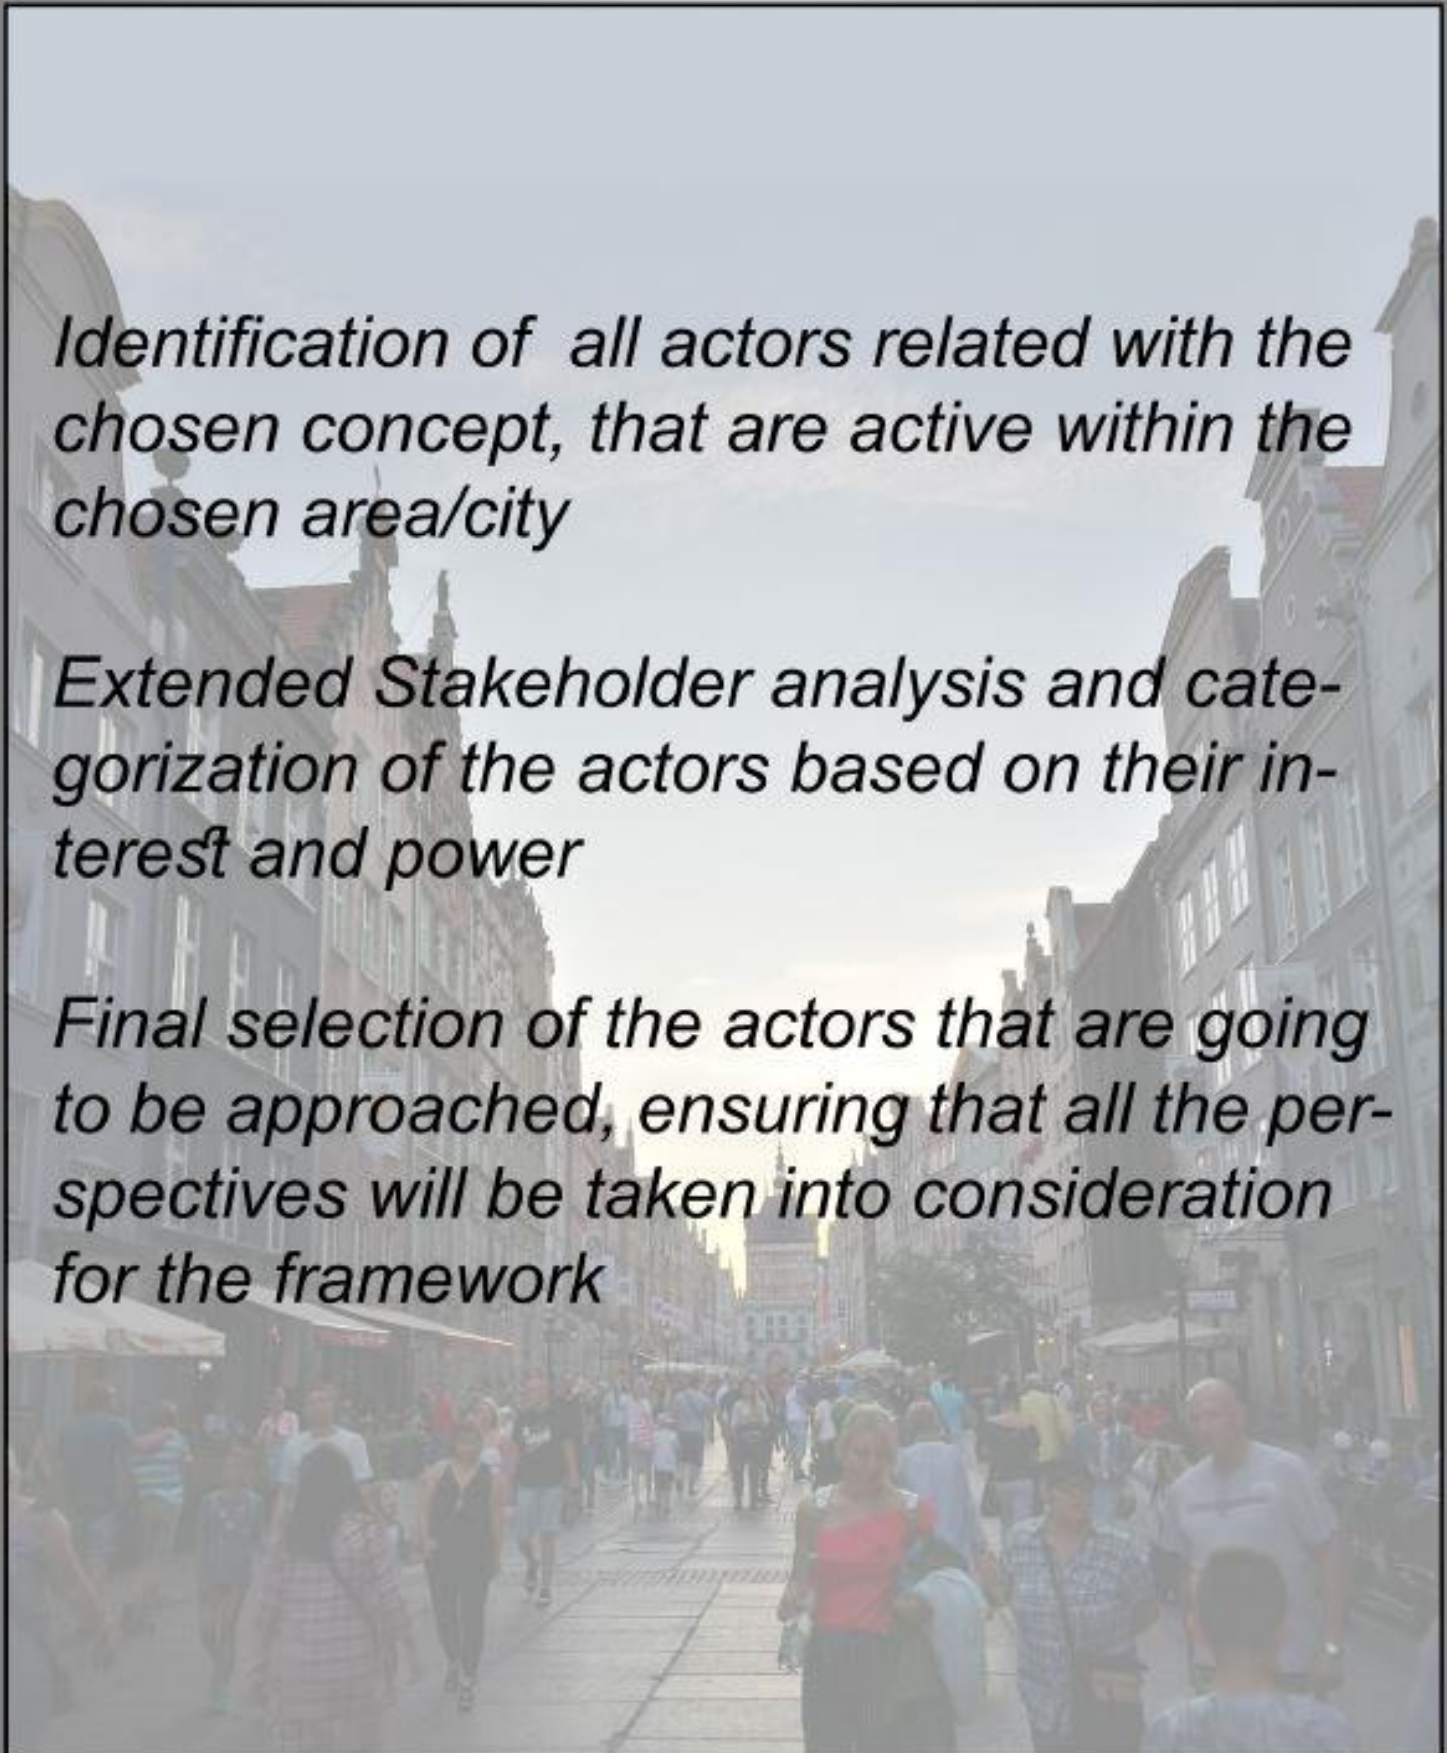 Identification of  all actors related with the
chosen concept, that are active within the
chosen area/city
Extended Stakeholder analysis and cate-
gorization of the actors based on their in-
terest and power
Final selection of the actors that are going
to be approached, ensuring that all the per-
spectives will be taken into consideration
for the framework